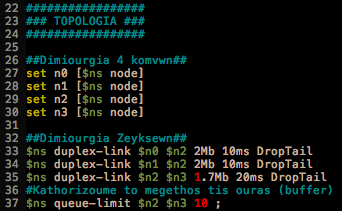 22 #################
23 ### TOPOLOGIA ###
24 #################
25
26 ##Dimiourgia 4 komvwn##
27 set n0 [$ns node]
28 set n1 [$ns node]
29 set n2 [$ns node]
30 set n3 [$ns node]
31
32 ##Dimiourgia Zeyksewn##
33 $ns duplex-link $n0 $n2 2Mb 10ms DropTail
34 $ns duplex-link $n1 $n2 2Mb 10ms DropTail
35 $ns duplex-link $n2 $n3 1.7Mb 20ms DropTail
36 #Kathorizoume to megethos tis ouras (buffer)
37 $ns queue-limit $n2 $n3 10 ;